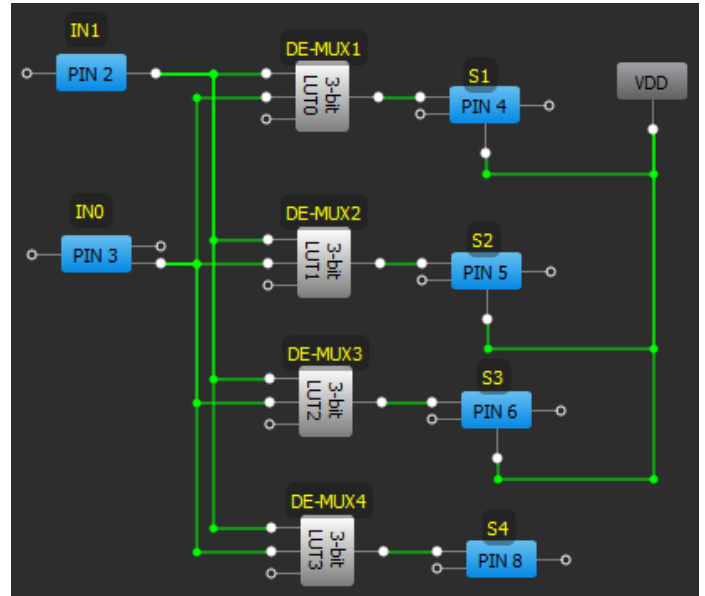 IN1
PIN 2
DE-MUX1
3-bit
LUT0
S1
PIN 4
VDD
IN0
PIN 3
DE-MUX2
3-bit
LUT1
S2
PIN 5
DE-MUX3
3-bit
LUT2
S3
PIN 6
DE-MUX4
3-bit
LUT3
S4
PIN 8